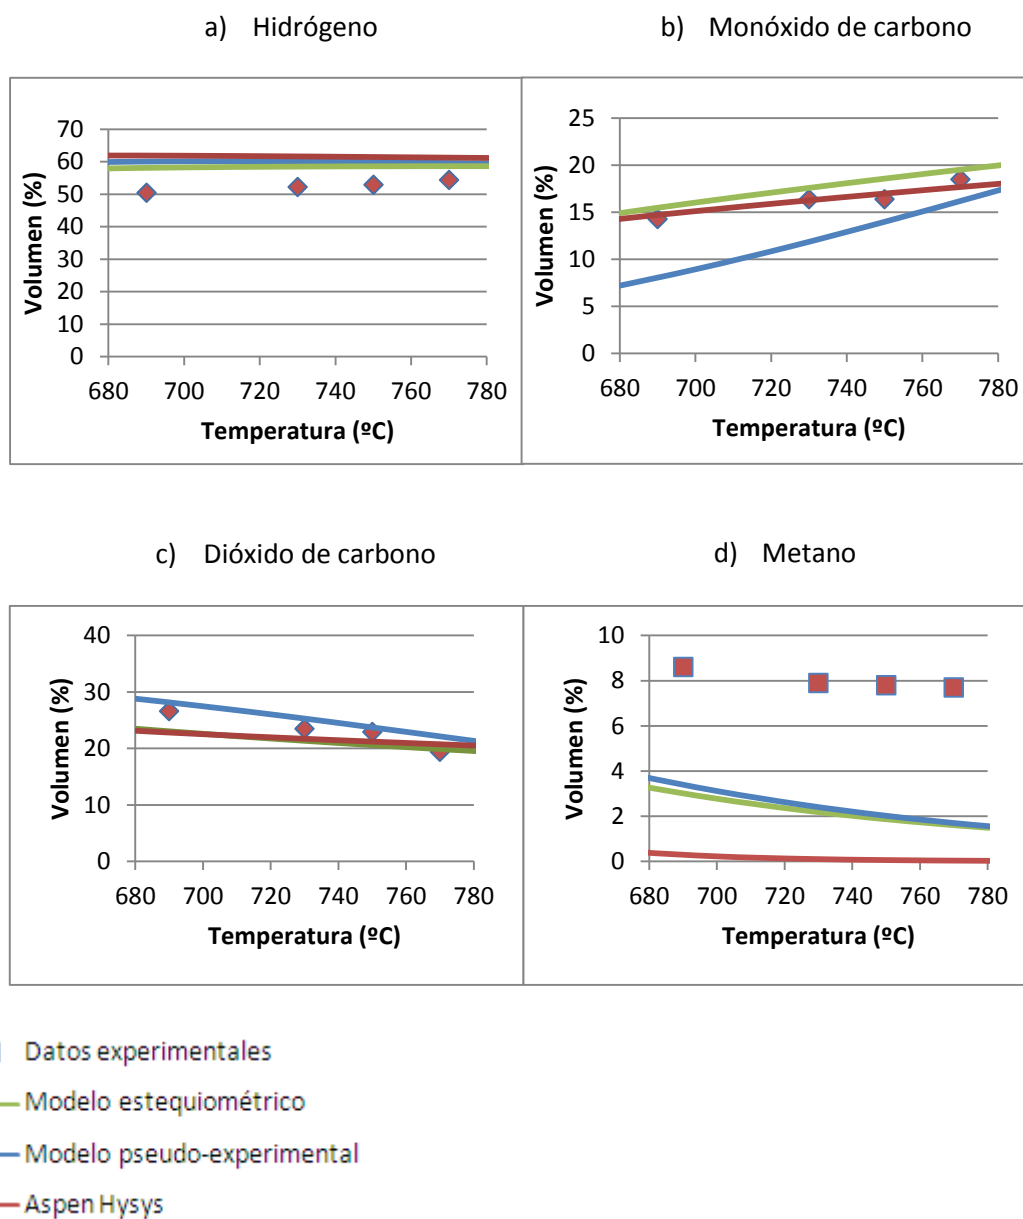 a) Hidrógeno
b) Monóxido de carbono
70
60
50
40
30
20
10
0
680 700 720 740 760 780
Volumen (%)
Temperatura (ºC)
25
20
15
10
5
0
680 700 720 740 760 780
Volumen (%)
Temperatura (ºC)
c) Dióxido de carbono
d) Metano
40
30
20
10
0
680 700 720 740 760 780
Volumen (%)
Temperatura (ºC)
10
8
6
4
2
0
680 700 720 740 760 780
Volumen (%)
Temperatura (ºC)
Datos experimentales
Modelo estequiométrico
Modelo pseudo-experimental
Aspen Hysys